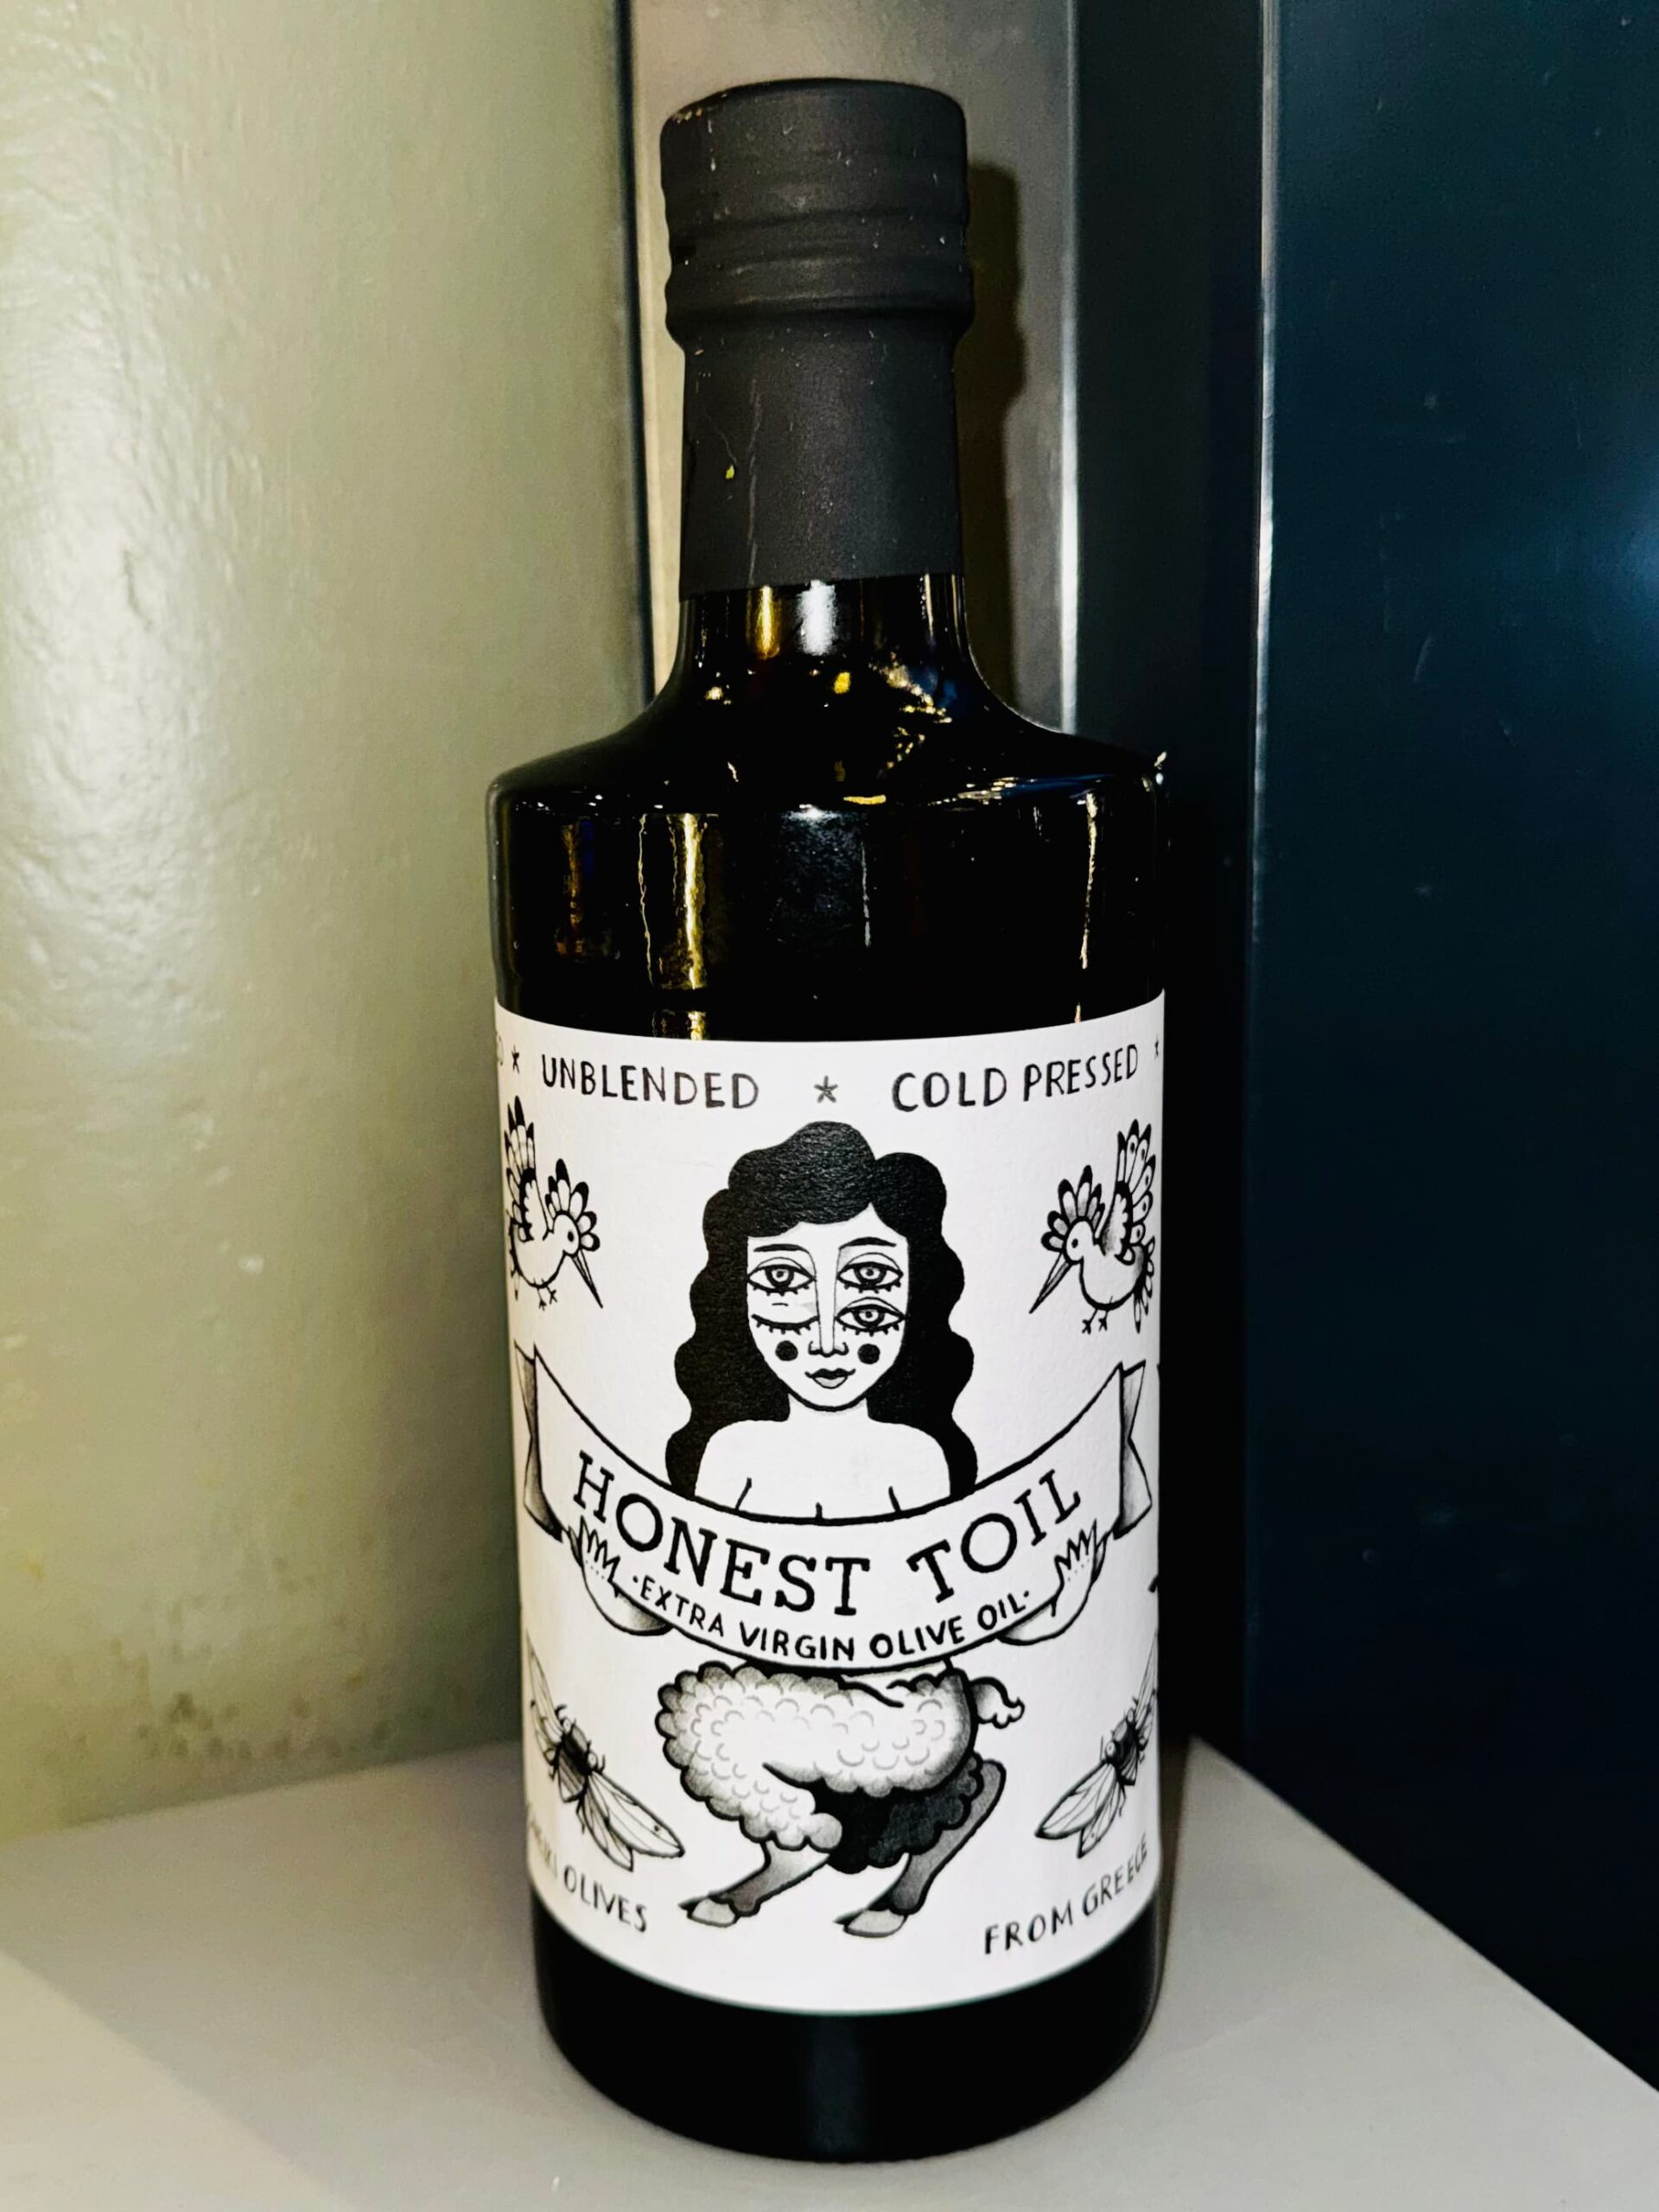 UNBLENDED * COLD PRESSED *
HONEST TOIL
·EXTRA VIRGIN OLIVE OIL·
OLIVES
FROM GREECE